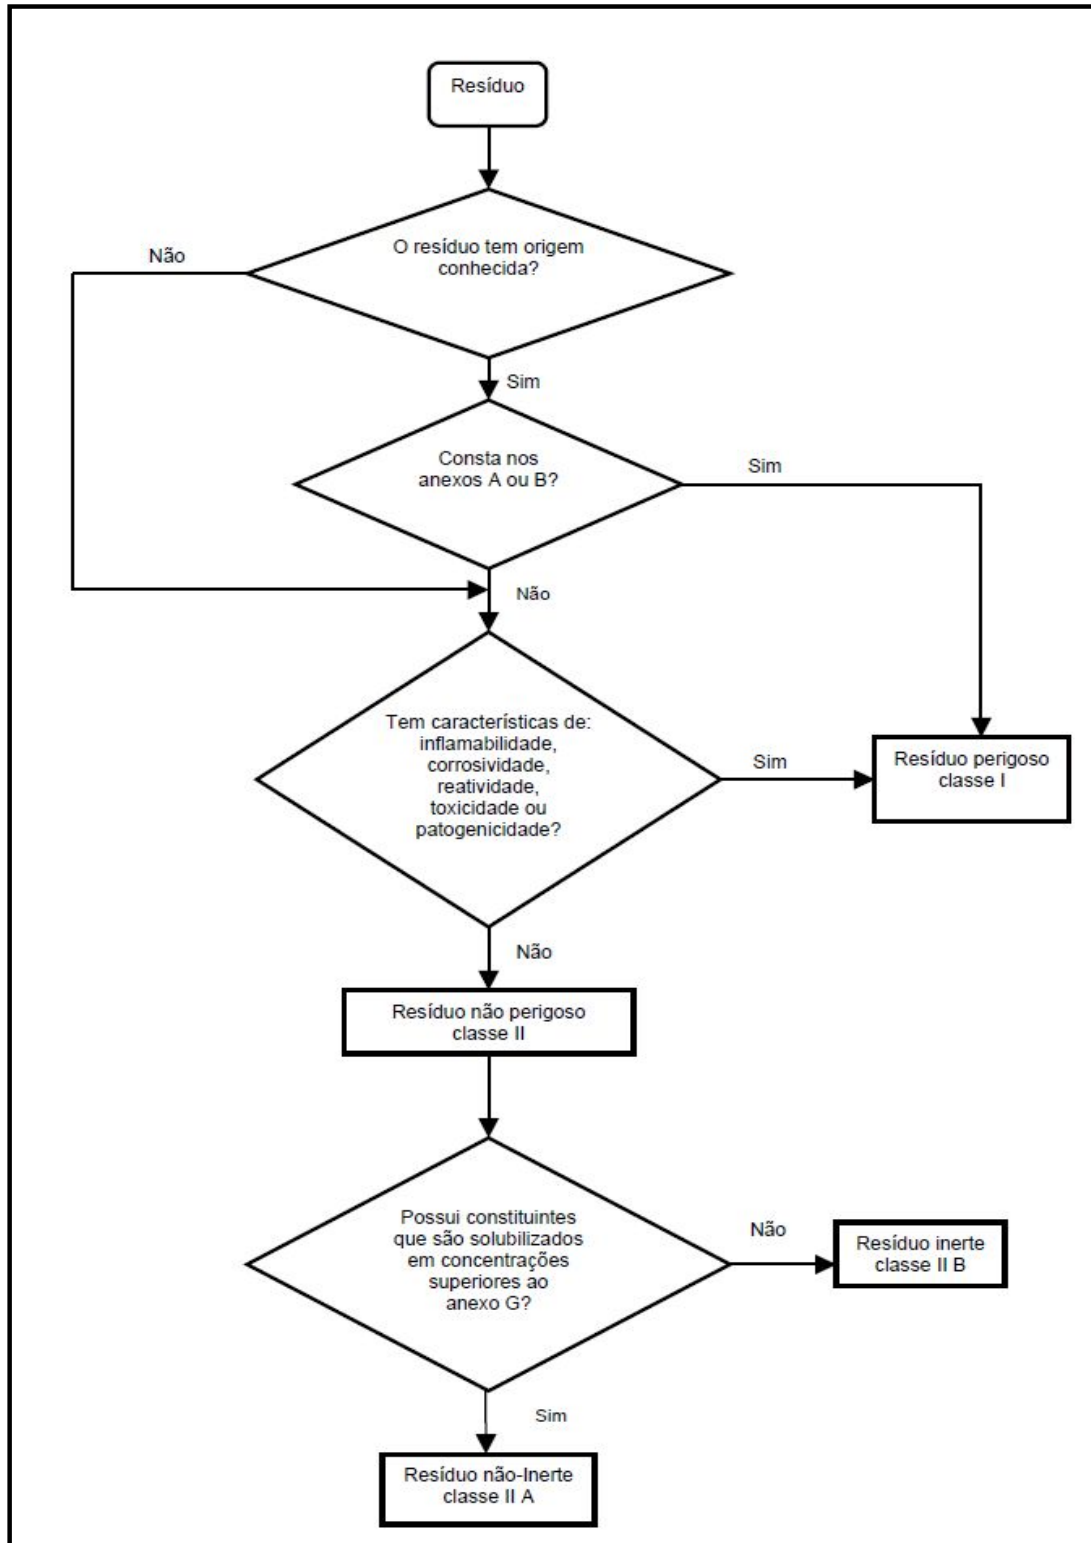 Resíduo
O resíduo tem origem
conhecida?
Não
Sim
Consta nos
anexos A ou B?
Sim
Não
Tem características de:
inflamabilidade,
corrosividade,
reatividade,
toxicidade ou
patogenicidade?
Sim
Resíduo perigoso
classe I
Não
Resíduo não perigoso
classe II
Possui constituintes
que são solubilizados
em concentrações
superiores ao
anexo G?
Não
Resíduo inerte
classe II B
Sim
Resíduo não-Inerte
classe II A